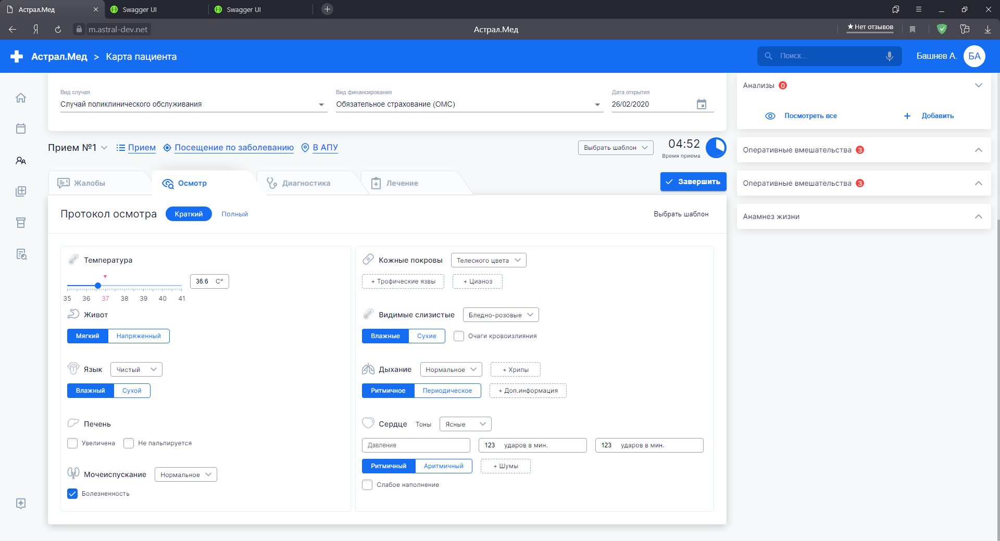 Астрал.Мед
Swagger UI
Swagger UI
m.astral-dev.net
Астрал.Мед
★Нет отзывов
Астрал.Мед > Карта пациента
Поиск...
Башнев А.
БА
Вид случая
Случай поликлинического обслуживания
Вид финансирования
Обязательное страхование (ОМС)
Дата открытия
26/02/2020
Прием №1
Прием
Посещение по заболеванию
В АПУ
Выбрать шаблон
04:52
Время приема
Жалобы
Осмотр
Диагностика
Лечение
Завершить
Протокол осмотра
Краткий
Полный
Выбрать шаблон
Температура
36.6 C°
35 36 37 38 39 40 41
Живот
Мягкий Напряженный
Язык Чистый
Влажный Сухой
Печень
Увеличена Не пальпируется
Мочеиспускание Нормальное
Болезненность
Кожные покровы Телесного цвета
+ Трофические язвы + Цианоз
Видимые слизистые Бледно-розовые
Влажные Сухие Очаги кровоизлияния
Дыхание Нормальное + Хрипы
Ритмичное Периодическое + Доп.информация
Сердце Тоны Ясные
Давление 123 ударов в мин. 123 ударов в мин.
Ритмичный Аритмичный + Шумы
Слабое наполнение
Анализы 0
Посмотреть все + Добавить
Оперативные вмешательства 3
Оперативные вмешательства 3
Анамнез жизни